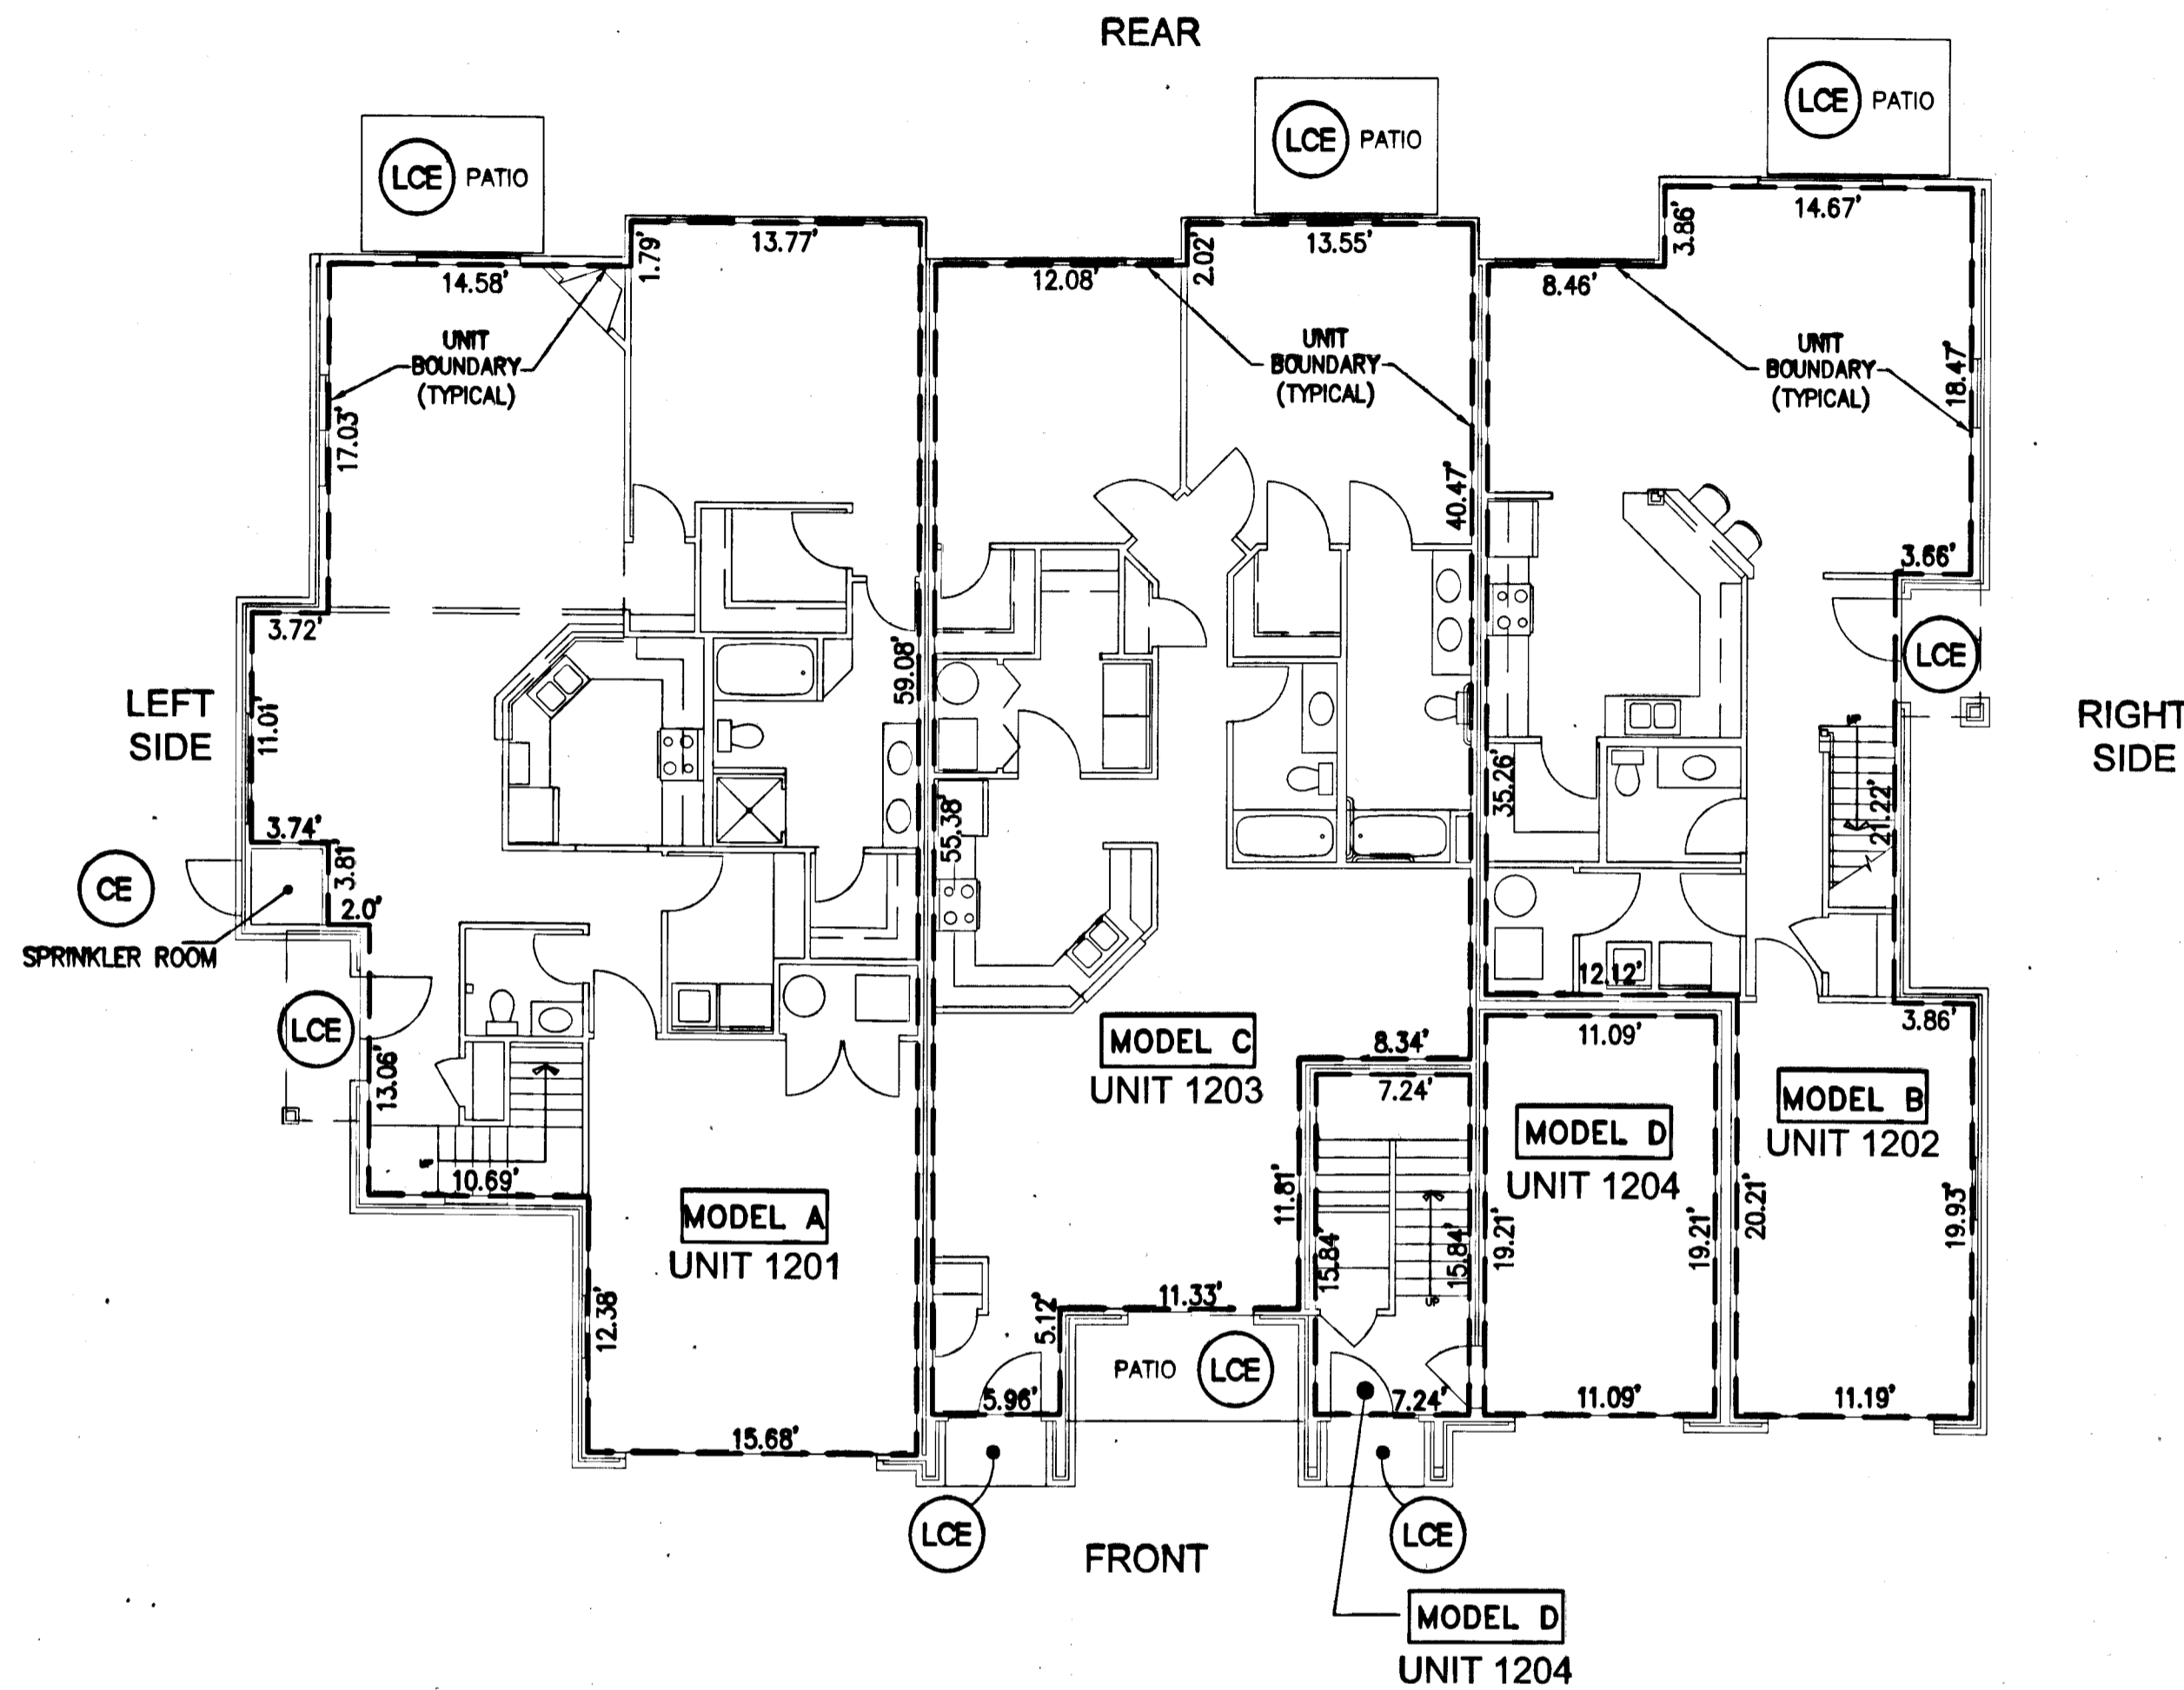 REAR
LCE PATIO
LCE PATIO
LCE PATIO
14.58'
1.79'
13.77'
12.08'
2.02'
13.55'
8.46'
3.86'
14.67'
UNIT
BOUNDARY
(TYPICAL)
UNIT
BOUNDARY
(TYPICAL)
UNIT
BOUNDARY
(TYPICAL)
17.03'
40.47'
18.47'
3.66'
3.72'
LEFT
SIDE
11.01'
59.08'
LCE
RIGHT
SIDE
UP
3.74'
3.81'
2.0'
55.38'
35.26'
21.22'
CE
SPRINKLER ROOM
LCE
13.06'
12.12'
3.86'
11.09'
MODEL C
UNIT 1203
8.34'
7.24'
MODEL D
UNIT 1204
MODEL B
UNIT 1202
UP
10.69'
MODEL A
UNIT 1201
11.81'
15.84'
15.84'
UP
19.21'
19.21'
20.21'
19.93'
12.38'
5.12'
11.33'
PATIO LCE
5.96'
7.24'
11.09'
11.19'
15.68'
LCE
LCE
FRONT
MODEL D
UNIT 1204